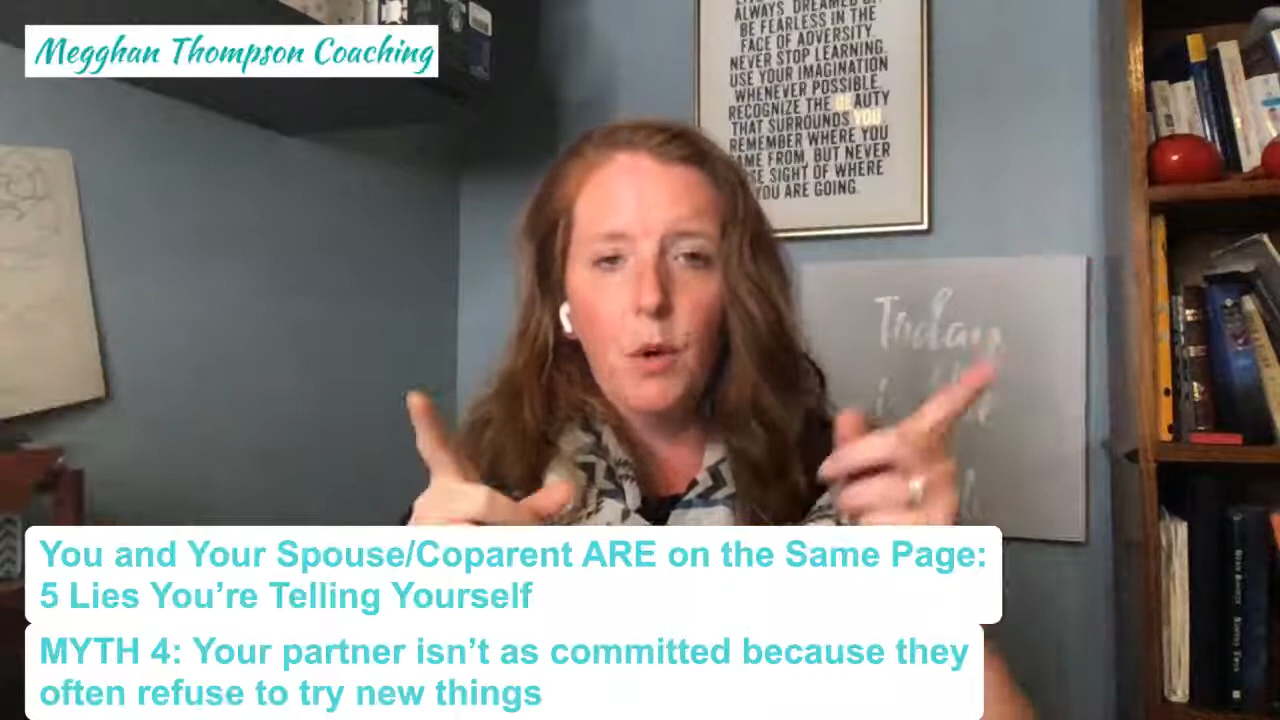 Megghan Thompson Coaching
ALWAYS DREAMED
BE FEARLESS IN THE
FACE OF ADVERSITY.
NEVER STOP LEARNING.
USE YOUR IMAGINATION
WHENEVER POSSIBLE.
RECOGNIZE THE BEAUTY
THAT SURROUNDS YOU.
REMEMBER WHERE YOU
FROM, BUT NEVER
SIGHT OF WHERE
YOU ARE GOING.
Today
You and Your Spouse/Coparent ARE on the Same Page:
5 Lies You’re Telling Yourself
MYTH 4: Your partner isn’t as committed because they
often refuse to try new things